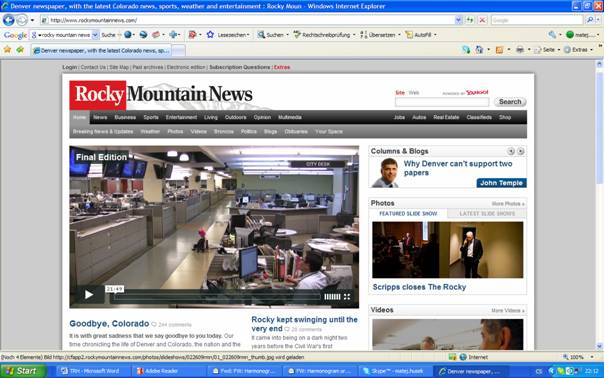 Denver newspaper, with the latest Colorado news, sports, weather and entertainment : Rocky Moun - Windows Internet Explorer
http://www.rockymountainnews.com/
Google
Google rocky mountain news Suchen Lesezeichen Rechtschreibprüfung Übersetzen AutoFill matej....
Denver newspaper, with the latest Colorado news, sp... Seite Extras
Login | Contact Us | Site Map | Paid archives | Electronic edition | Subscription Questions | Extras
Rocky Mountain News
Site Web POWERED BY YAHOO!
Search
Home News Business Sports Entertainment Living Outdoors Opinion Multimedia Jobs Autos Real Estate Classifieds Shop
Breaking News & Updates Weather Photos Videos Broncos Politics Blogs Obituaries Your Space
Final Edition
CITY DESK
21:49
Goodbye, Colorado 244 comments
It is with great sadness that we say goodbye to you today. Our
time chronicling the life of Denver and Colorado, the nation and the
Rocky kept swinging until the
very end 28 comments
It came into being on a dark night two
years before the Civil War's first
Columns & Blogs
Why Denver can't support two
papers
John Temple
Photos More Photos »
FEATURED SLIDE SHOW LATEST SLIDE SHOWS
Scripps closes The Rocky
Videos More Videos »
(Noch 4 Elemente) Bild http://cfapp2.rockymountainnews.com/photos/slideshows/022609rmn/01_022609rmn_thumb.jpg wird geladen Internet 100%
Start TRH - Microsoft Word Adobe Reader Fwd: FW: Harmonogram ... FW: Harmonogram sr... Skype™ - matej.husek Denver newspaper, w... CS 22:12